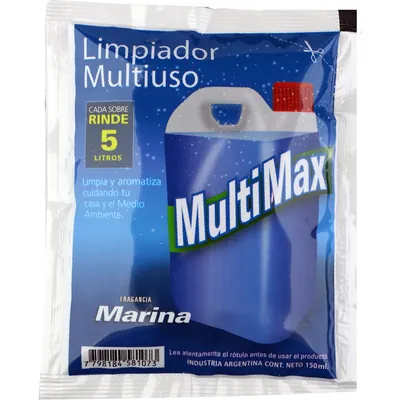 Limpiador
Multiuso
CADA SOBRE
RINDE
5
LITROS
Limpia y aromatiza
cuidando tu
casa y el Medio
Ambiente.
MultiMax
FRAGANCIA
Marina
Lea atentamente el rótulo antes de usar el producto
INDUSTRIA ARGENTINA CONT. NETO 150ml.
7798184581073